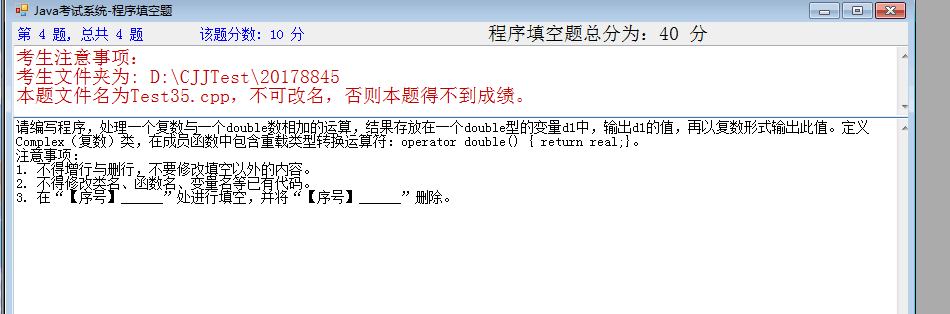 Java考试系统-程序填空题
第 4 题，总共 4 题 该题分数: 10 分 程序填空题总分为: 40 分
考生注意事项:
考生文件夹为: D:\CJJTest\20178845
本题文件名为Test35.cpp，不可改名，否则本题得不到成绩。
请编写程序，处理一个复数与一个double数相加的运算，结果存放在一个double型的变量d1中，输出d1的值，再以复数形式输出此值。定义
Complex（复数）类，在成员函数中包含重载类型转换运算符: operator double() { return real;}。
注意事项:
1. 不得增行与删行，不要修改填空以外的内容。
2. 不得修改类名、函数名、变量名等已有代码。
3. 在“【序号】______”处进行填空，并将“【序号】______”删除。